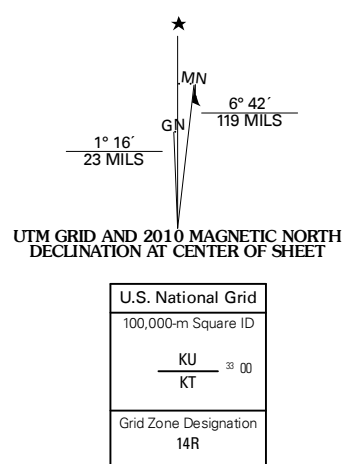 MN
6° 42´
119 MILS
GN
1° 16´
23 MILS
UTM GRID AND 2010 MAGNETIC NORTH
DECLINATION AT CENTER OF SHEET
U.S. National Grid
100,000-m Square ID
KU
33 00
KT
Grid Zone Designation
14R